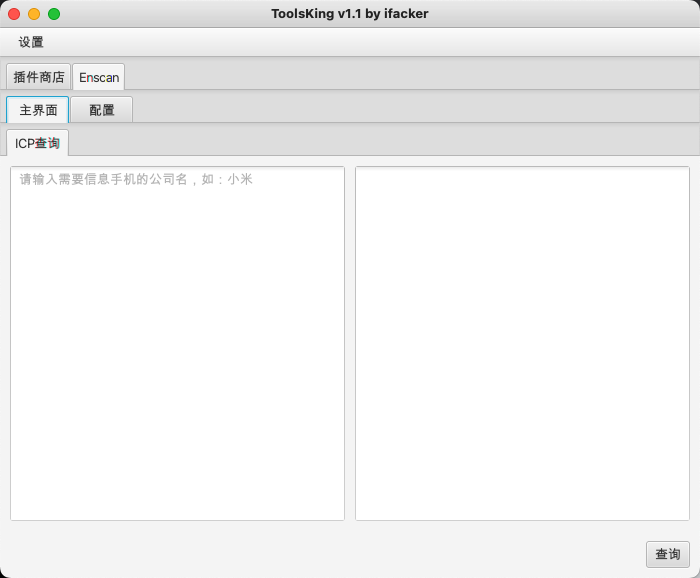 ToolsKing v1.1 by ifacker
设置
插件商店 Enscan
主界面 配置
ICP查询
请输入需要信息手机的公司名，如：小米
查询